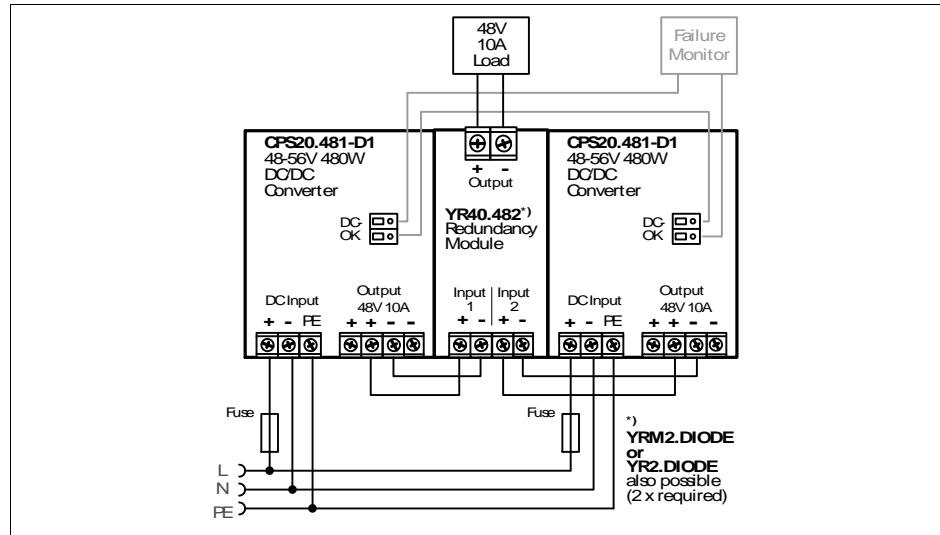 48V
10A
Load
Failure
Monitor
CPS20.481-D1
48-56V 480W
DC/DC
Converter
DC-
OK
DC Input
+ - PE
Output
48V 10A
+ + - -
+ -
Output
YR40.482*)
Redundancy
Module
Input
1
Input
2
+ - + -
CPS20.481-D1
48-56V 480W
DC/DC
Converter
DC-
OK
DC Input
+ - PE
Output
48V 10A
+ + - -
Fuse
Fuse
L
N
PE
*)
YRM2.DIODE
or
YR2.DIODE
also possible
(2 x required)